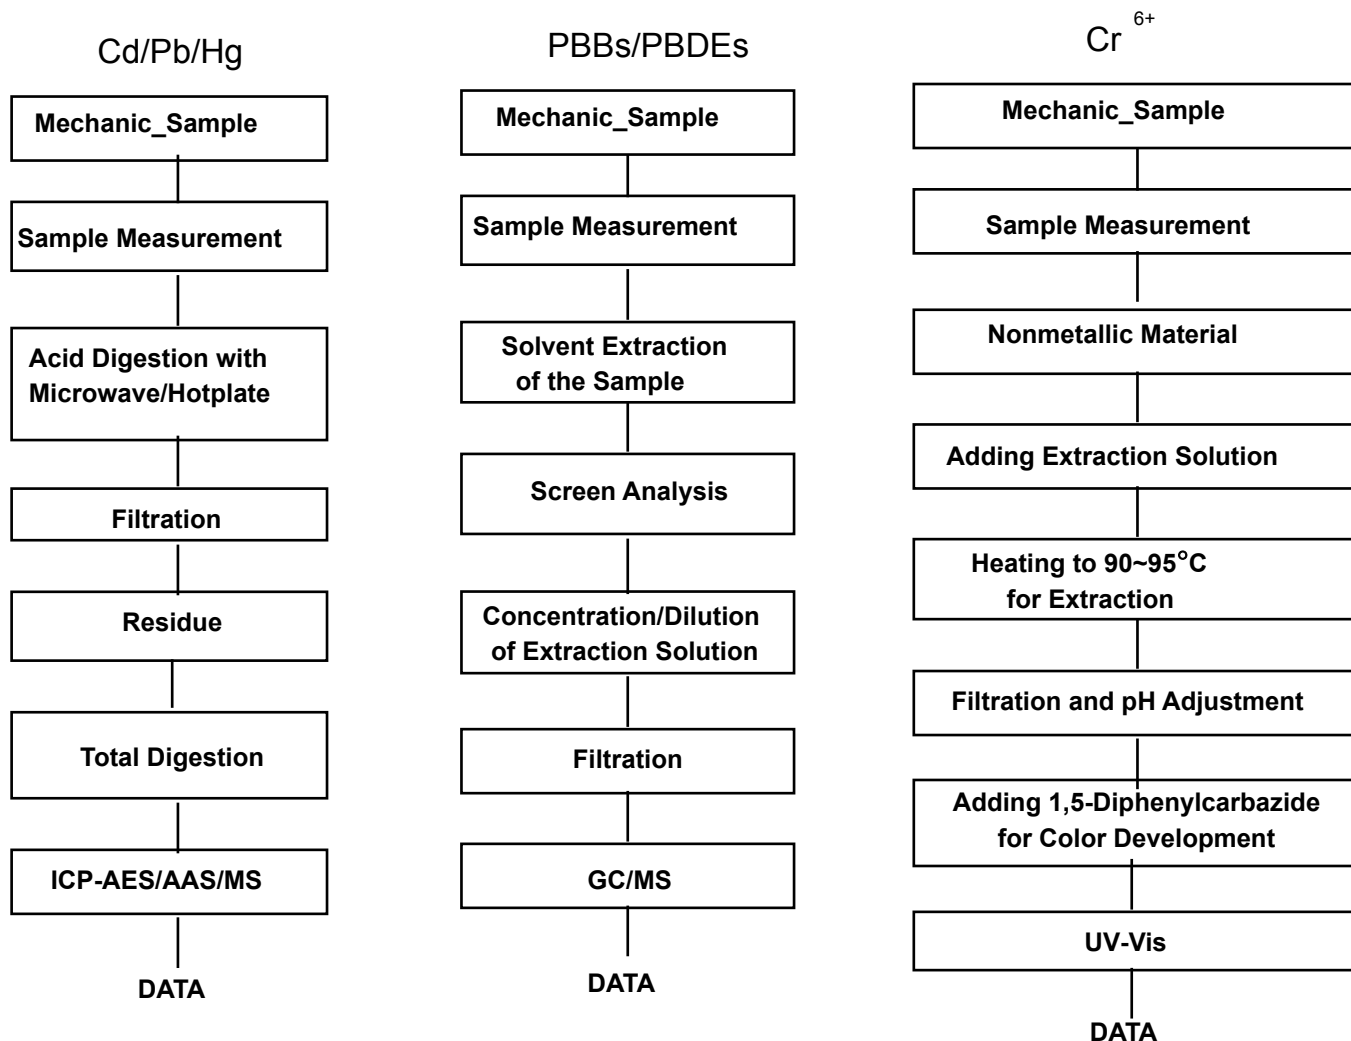 Cd/Pb/Hg
Mechanic_Sample
Sample Measurement
Acid Digestion with
Microwave/Hotplate
Filtration
Residue
Total Digestion
ICP-AES/AAS/MS
DATA
PBBs/PBDEs
Mechanic_Sample
Sample Measurement
Solvent Extraction
of the Sample
Screen Analysis
Concentration/Dilution
of Extraction Solution
Filtration
GC/MS
DATA
Cr 6+
Mechanic_Sample
Sample Measurement
Nonmetallic Material
Adding Extraction Solution
Heating to 90~95°C
for Extraction
Filtration and pH Adjustment
Adding 1,5-Diphenylcarbazide
for Color Development
UV-Vis
DATA